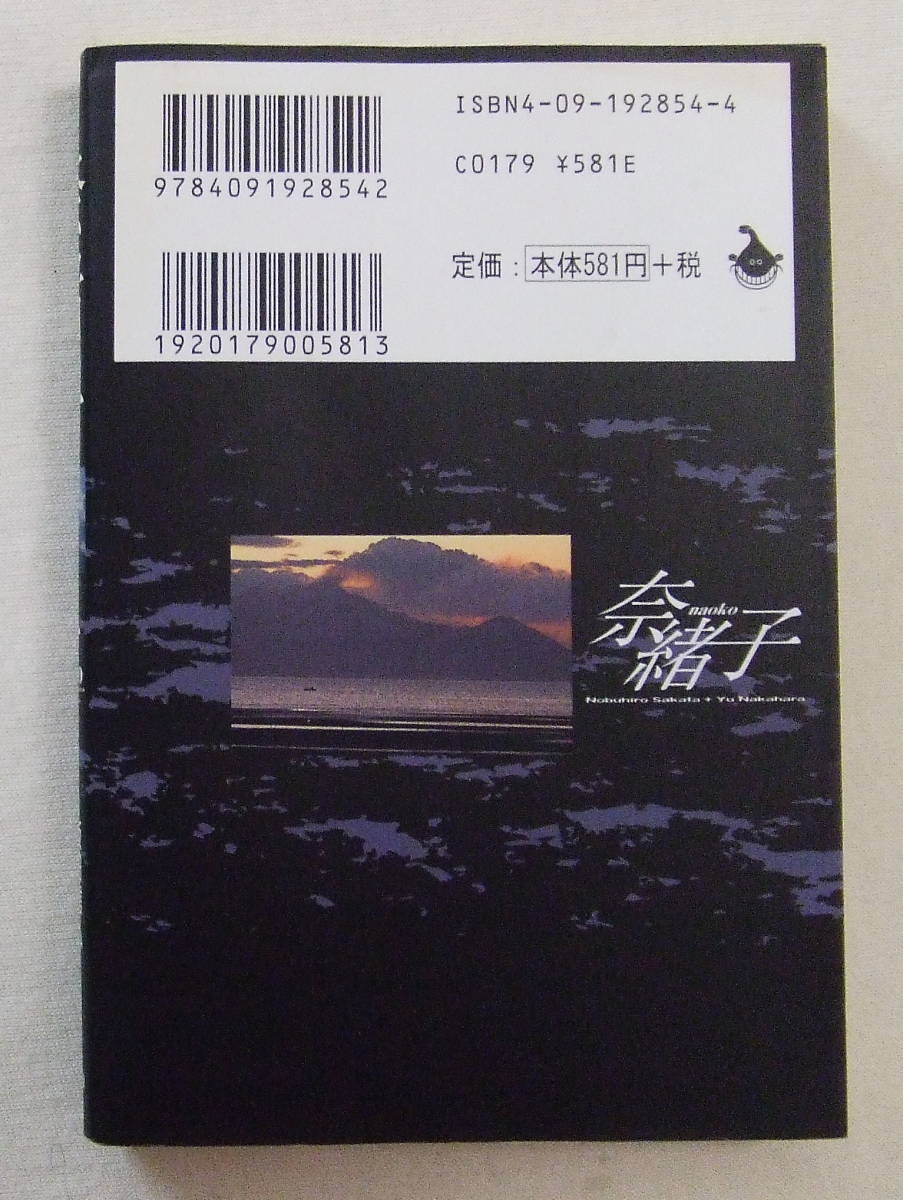 ISBN4-09-192854-4
9784091928542
C0179 ¥581E
定価：本体581円＋税
1920179005813
奈緒子
naoko
Nobuhiro Sakata + Yu Nakahara